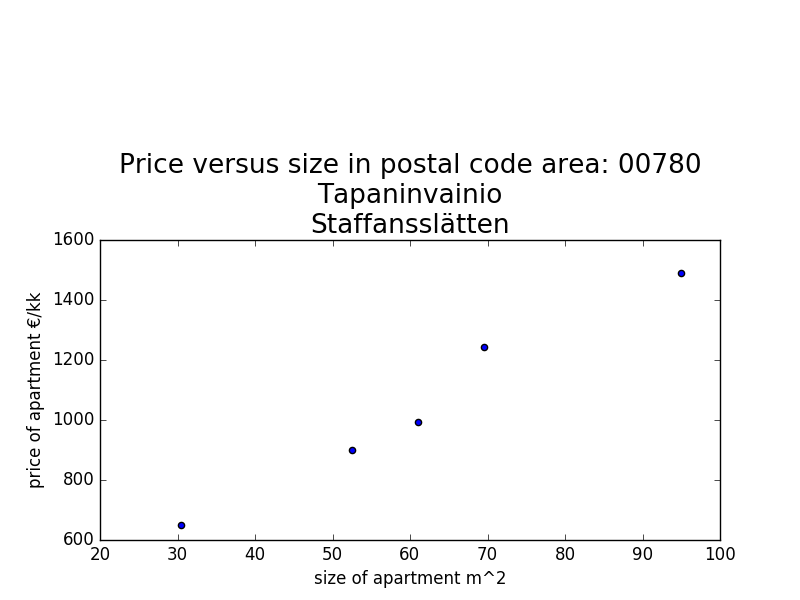 Price versus size in postal code area: 00780
Tapaninvainio
Staffansslätten
1600
1400
1200
1000
800
600
price of apartment €/kk
20 30 40 50 60 70 80 90 100
size of apartment m^2